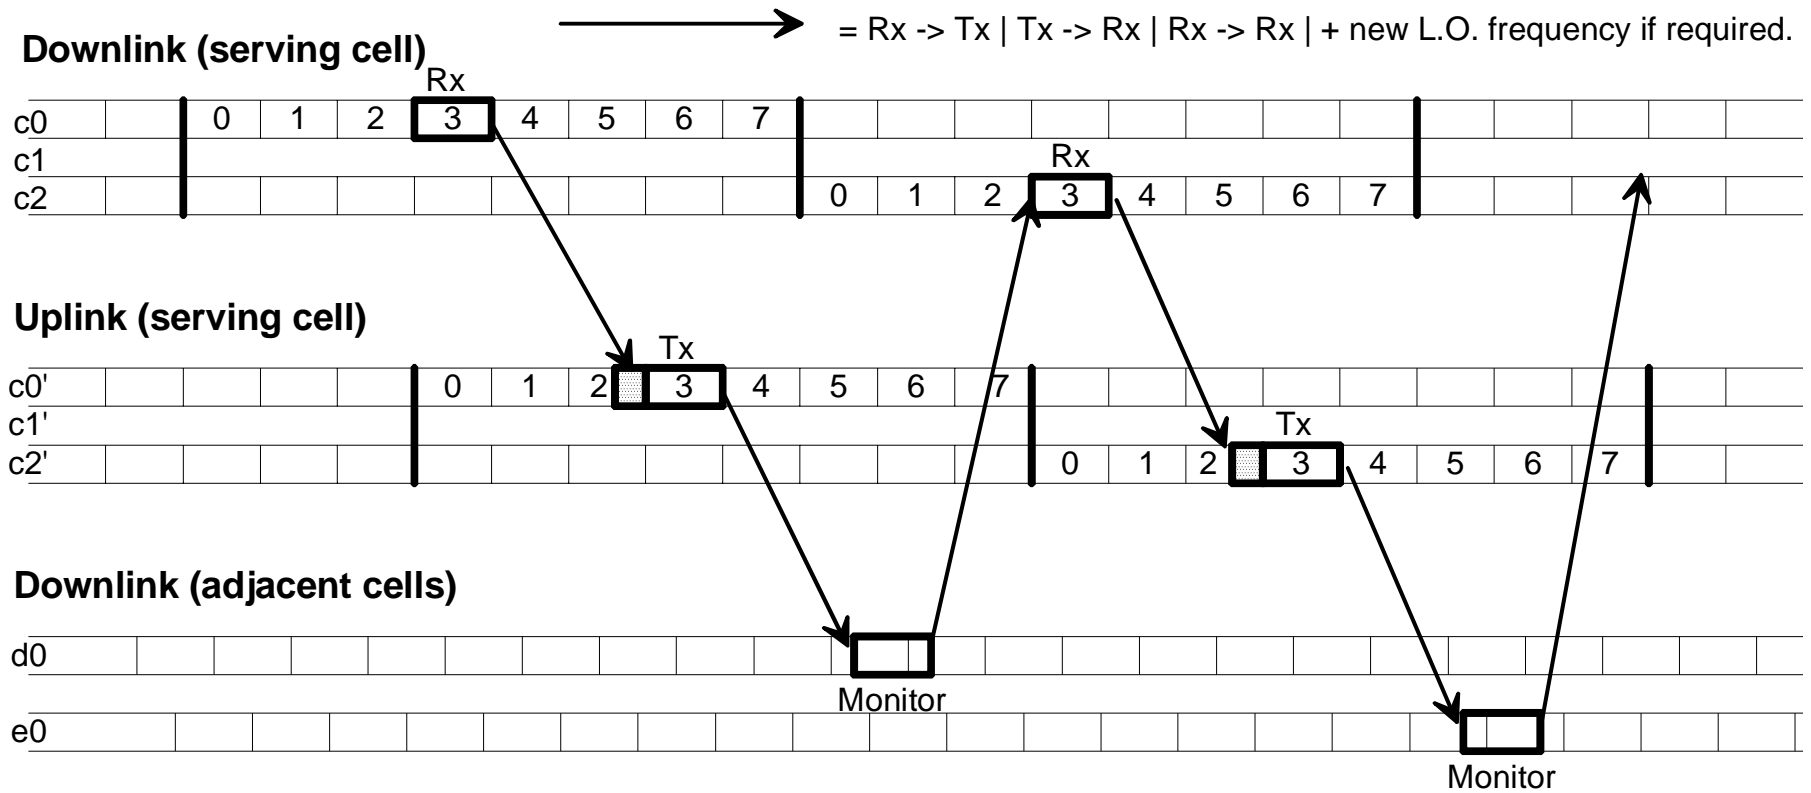 = Rx -> Tx | Tx -> Rx | Rx -> Rx | + new L.O. frequency if required.
Downlink (serving cell)
Rx
c0 0 1 2 3 4 5 6 7
c1
Rx
c2 0 1 2 3 4 5 6 7
Uplink (serving cell)
Tx
c0' 0 1 2 3 4 5 6 7
c1'
Tx
c2' 0 1 2 3 4 5 6 7
Downlink (adjacent cells)
d0
Monitor
e0
Monitor